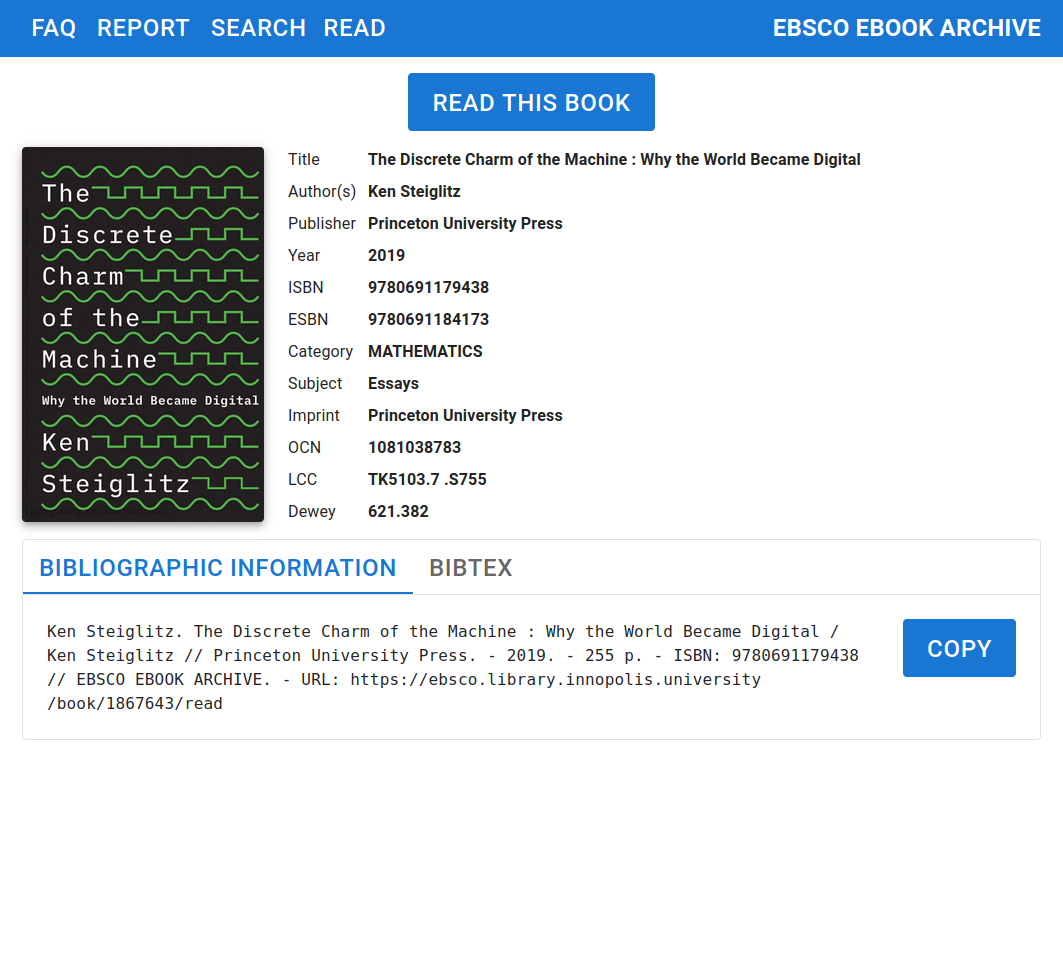 FAQ REPORT SEARCH READ EBSCO EBOOK ARCHIVE
READ THIS BOOK
The
Discrete
Charm
of the
Machine
Why the World Became Digital
Ken
Steiglitz
Title The Discrete Charm of the Machine : Why the World Became Digital
Author(s) Ken Steiglitz
Publisher Princeton University Press
Year 2019
ISBN 9780691179438
ESBN 9780691184173
Category MATHEMATICS
Subject Essays
Imprint Princeton University Press
OCN 1081038783
LCC TK5103.7 .S755
Dewey 621.382
BIBLIOGRAPHIC INFORMATION BIBTEX
Ken Steiglitz. The Discrete Charm of the Machine : Why the World Became Digital /
Ken Steiglitz // Princeton University Press. - 2019. - 255 p. - ISBN: 9780691179438
// EBSCO EBOOK ARCHIVE. - URL: https://ebsco.library.innopolis.university
/book/1867643/read
COPY